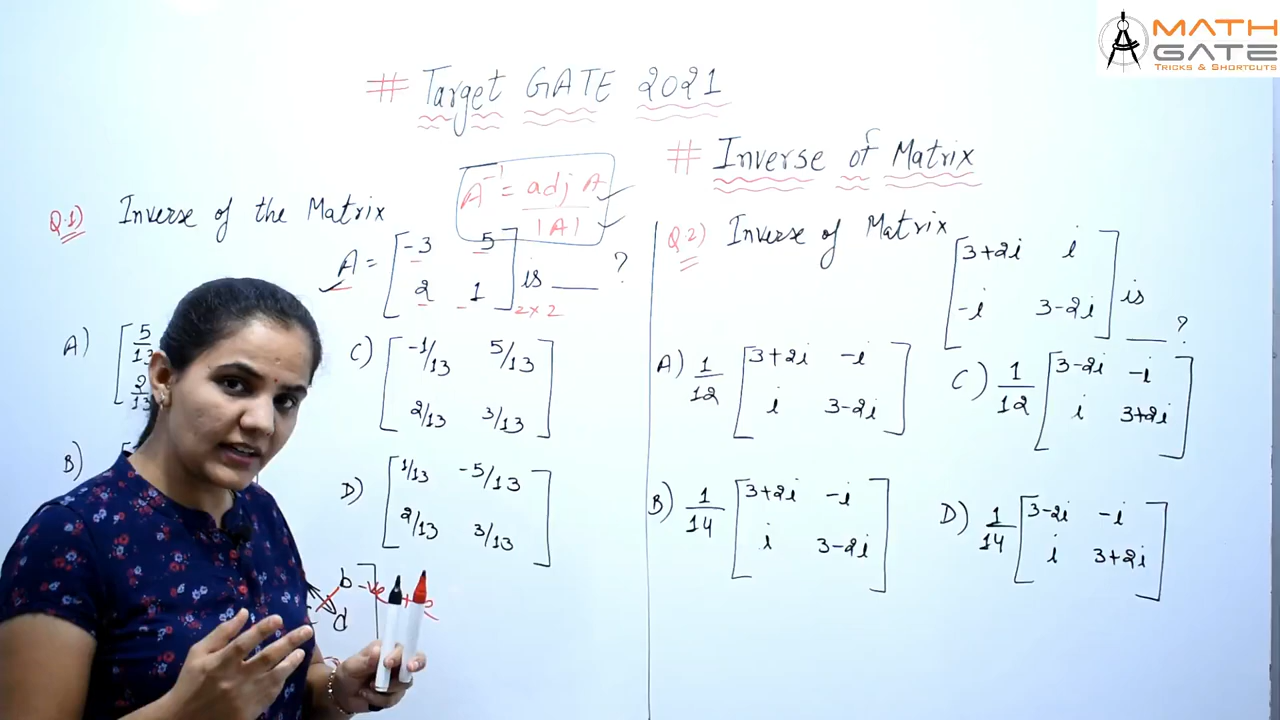 MATH
GATE
TRICKS & SHORTCUTS
# Target GATE 2021
# Inverse of Matrix
A⁻¹ = adj A / |A|
Q.1) Inverse of the Matrix
A = [ -3 5
2 1 ] 2×2 is ___ ?
A) [ 5/13
2/13
B)
C) [ -1/13 5/13
2/13 3/13 ]
D) [ 1/13 -5/13
2/13 3/13 ]
b
d
Q.2) Inverse of Matrix
[ 3+2i i
-i 3-2i ] is ___ ?
A) 1/12 [ 3+2i -i
i 3-2i ]
B) 1/14 [ 3+2i -i
i 3-2i ]
C) 1/12 [ 3-2i -i
i 3+2i ]
D) 1/14 [ 3-2i -i
i 3+2i ]